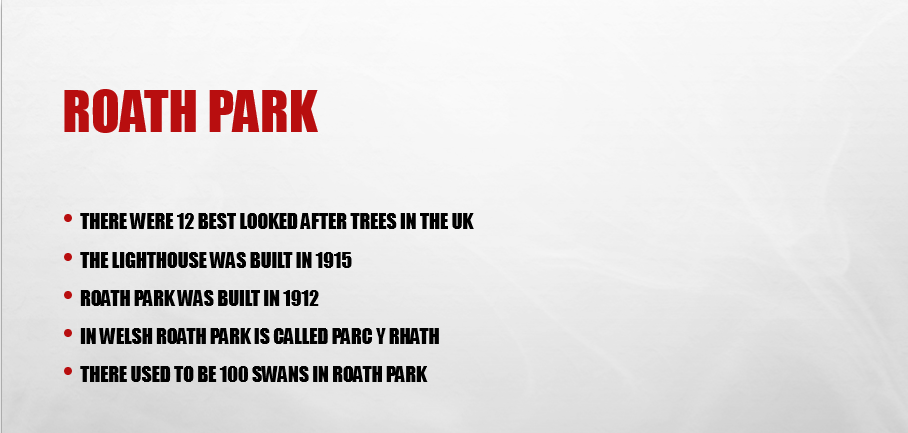 ROATH PARK
• THERE WERE 12 BEST LOOKED AFTER TREES IN THE UK
• THE LIGHTHOUSE WAS BUILT IN 1915
• ROATH PARK WAS BUILT IN 1912
• IN WELSH ROATH PARK IS CALLED PARC Y RHATH
• THERE USED TO BE 100 SWANS IN ROATH PARK